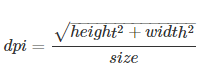 dpi = √(height² + width²) / size